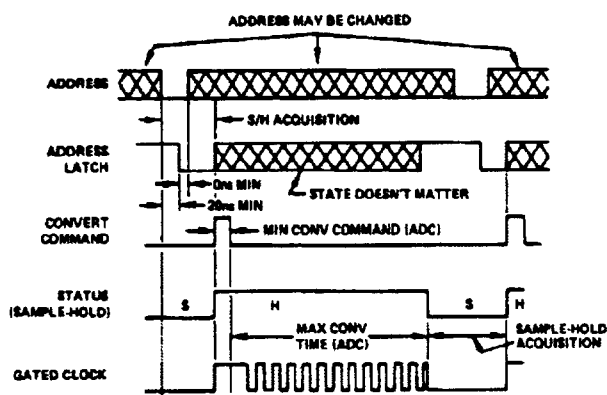 ADDRESS MAY BE CHANGED
ADDRESS
S/H ACQUISITION
ADDRESS
LATCH
0ns MIN
STATE DOESN'T MATTER
20ns MIN
CONVERT
COMMAND
MIN CONV COMMAND (ADC)
STATUS
(SAMPLE-HOLD)
S
H
S
H
MAX CONV
TIME (ADC)
SAMPLE-HOLD
ACQUISITION
GATED CLOCK